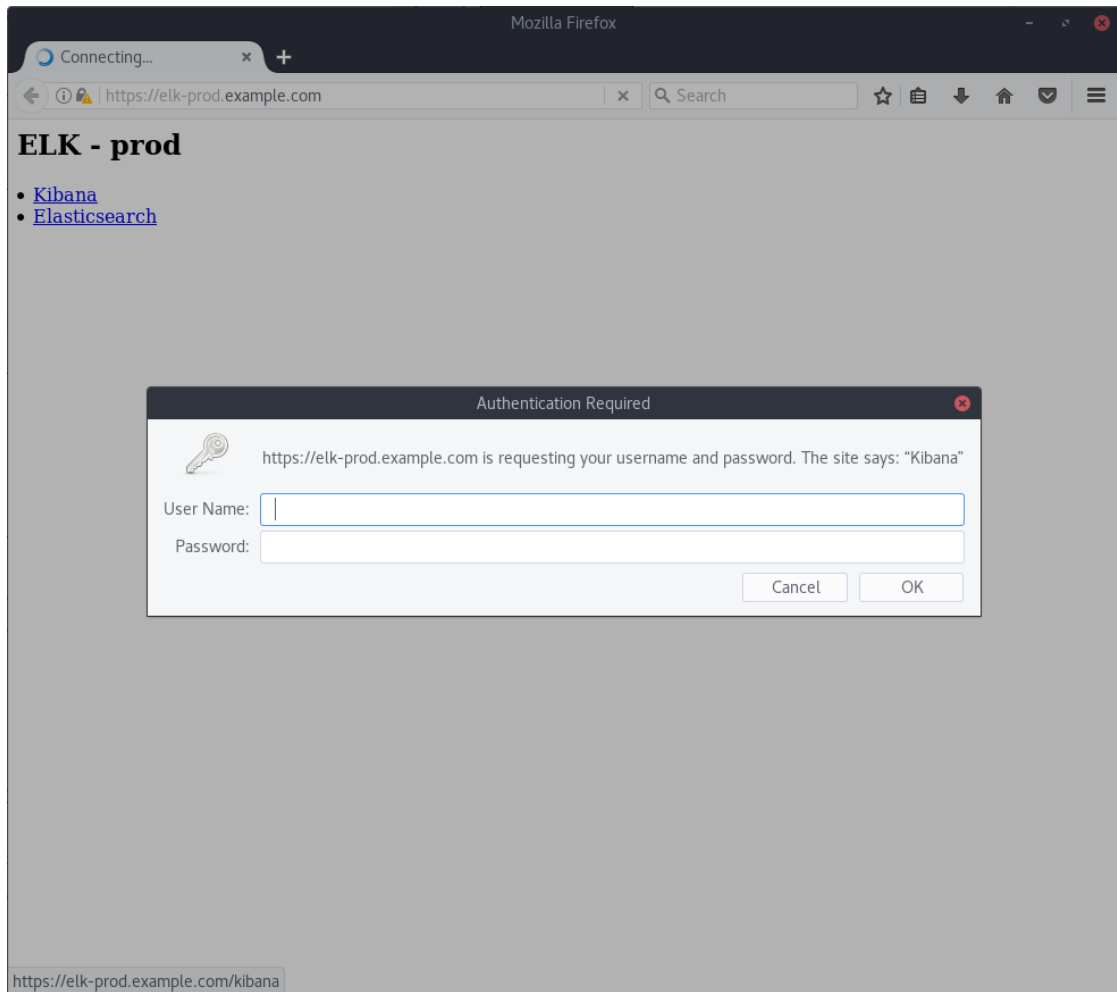 Mozilla Firefox
Connecting...
https://elk-prod.example.com
Search
ELK - prod
• Kibana
• Elasticsearch
Authentication Required
https://elk-prod.example.com is requesting your username and password. The site says: “Kibana”
User Name:
Password:
Cancel OK
https://elk-prod.example.com/kibana